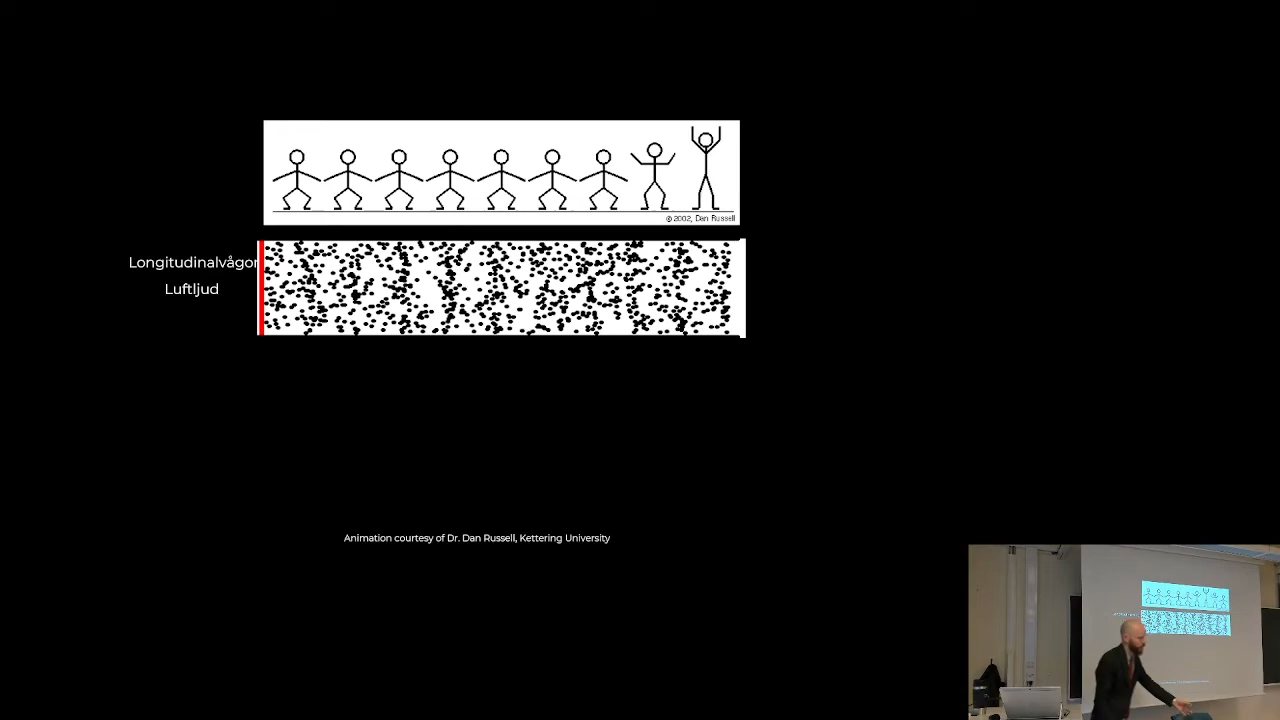 © 2002, Dan Russell
Longitudinalvågor
Luftljud
Animation courtesy of Dr. Dan Russell, Kettering University